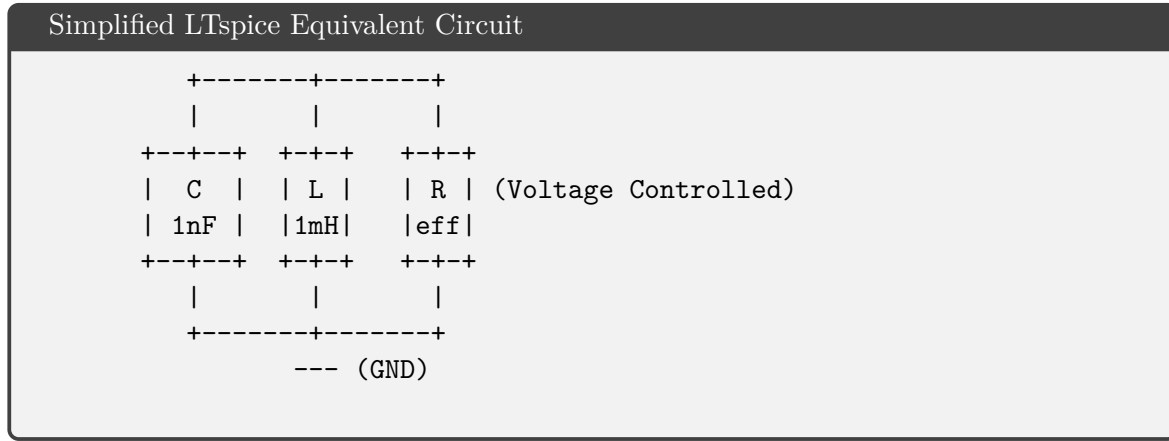 Simplified LTspice Equivalent Circuit
+-------+-------+
|       |       |
+--+--+  +-+-+   +-+-+
|  C  |  | L |   | R | (Voltage Controlled)
| 1nF |  |1mH|   |eff|
+--+--+  +-+-+   +-+-+
|       |       |
+-------+-------+
--- (GND)